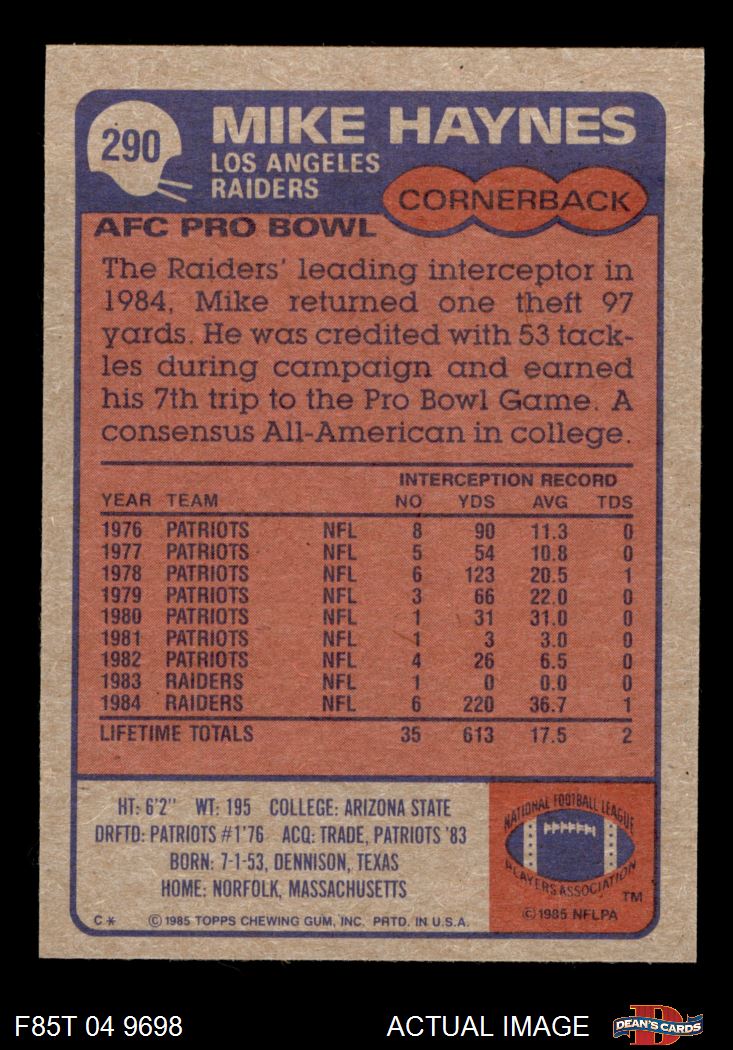 290
MIKE HAYNES
LOS ANGELES
RAIDERS
CORNERBACK
AFC PRO BOWL
The Raiders' leading interceptor in
1984, Mike returned one theft 97
yards. He was credited with 53 tack-
les during campaign and earned
his 7th trip to the Pro Bowl Game. A
consensus All-American in college.
INTERCEPTION RECORD
YEAR TEAM NO YDS AVG TDS
1976 PATRIOTS NFL 8 90 11.3 0
1977 PATRIOTS NFL 5 54 10.8 0
1978 PATRIOTS NFL 6 123 20.5 1
1979 PATRIOTS NFL 3 66 22.0 0
1980 PATRIOTS NFL 1 31 31.0 0
1981 PATRIOTS NFL 1 3 3.0 0
1982 PATRIOTS NFL 4 26 6.5 0
1983 RAIDERS NFL 1 0 0.0 0
1984 RAIDERS NFL 6 220 36.7 1
LIFETIME TOTALS 35 613 17.5 2
HT: 6'2" WT: 195 COLLEGE: ARIZONA STATE
DRFTD: PATRIOTS #1'76 ACQ: TRADE, PATRIOTS '83
BORN: 7-1-53, DENNISON, TEXAS
HOME: NORFOLK, MASSACHUSETTS
C* © 1985 TOPPS CHEWING GUM, INC. PRTD. IN U.S.A.
NATIONAL FOOTBALL LEAGUE
PLAYERS ASSOCIATION
TM
© 1985 NFLPA
F85T 04 9698 ACTUAL IMAGE
D
DEAN'S CARDS